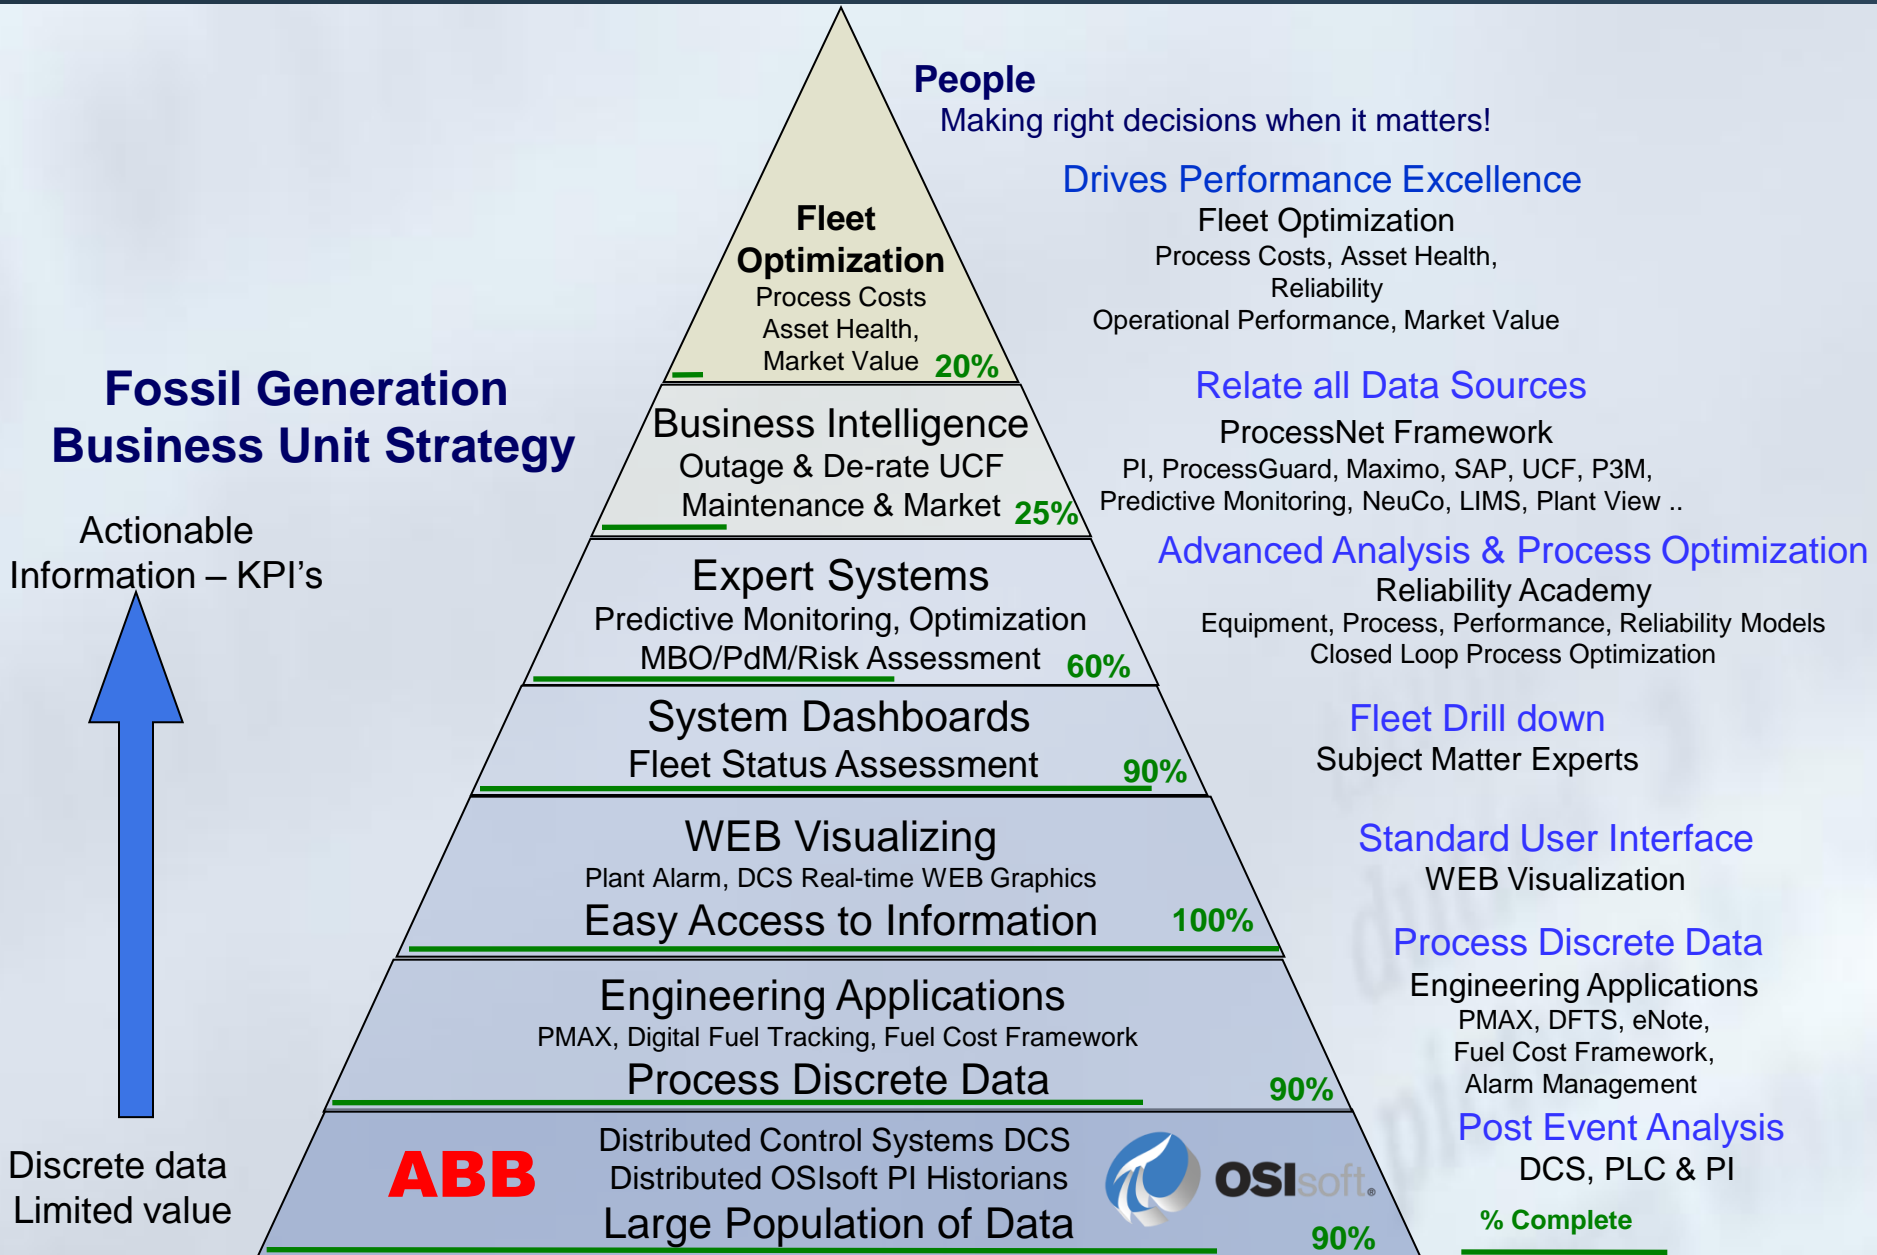 People
Making right decisions when it matters!
Drives Performance Excellence
Fleet Optimization
Process Costs, Asset Health,
Reliability
Operational Performance, Market Value
Fleet
Optimization
Process Costs
Asset Health,
Market Value 20%
Fossil Generation
Business Unit Strategy
Relate all Data Sources
ProcessNet Framework
PI, ProcessGuard, Maximo, SAP, UCF, P3M,
Predictive Monitoring, NeuCo, LIMS, Plant View ..
Business Intelligence
Outage & De-rate UCF
Maintenance & Market 25%
Actionable
Information – KPI's
Advanced Analysis & Process Optimization
Reliability Academy
Equipment, Process, Performance, Reliability Models
Closed Loop Process Optimization
Expert Systems
Predictive Monitoring, Optimization
MBO/PdM/Risk Assessment 60%
System Dashboards
Fleet Status Assessment 90%
Fleet Drill down
Subject Matter Experts
WEB Visualizing
Plant Alarm, DCS Real-time WEB Graphics
Easy Access to Information 100%
Standard User Interface
WEB Visualization
Engineering Applications
PMAX, Digital Fuel Tracking, Fuel Cost Framework
Process Discrete Data 90%
Process Discrete Data
Engineering Applications
PMAX, DFTS, eNote,
Fuel Cost Framework,
Alarm Management
Discrete data
Limited value
ABB
Distributed Control Systems DCS
Distributed OSIsoft PI Historians
Large Population of Data 90%
OSIsoft®
Post Event Analysis
DCS, PLC & PI
% Complete